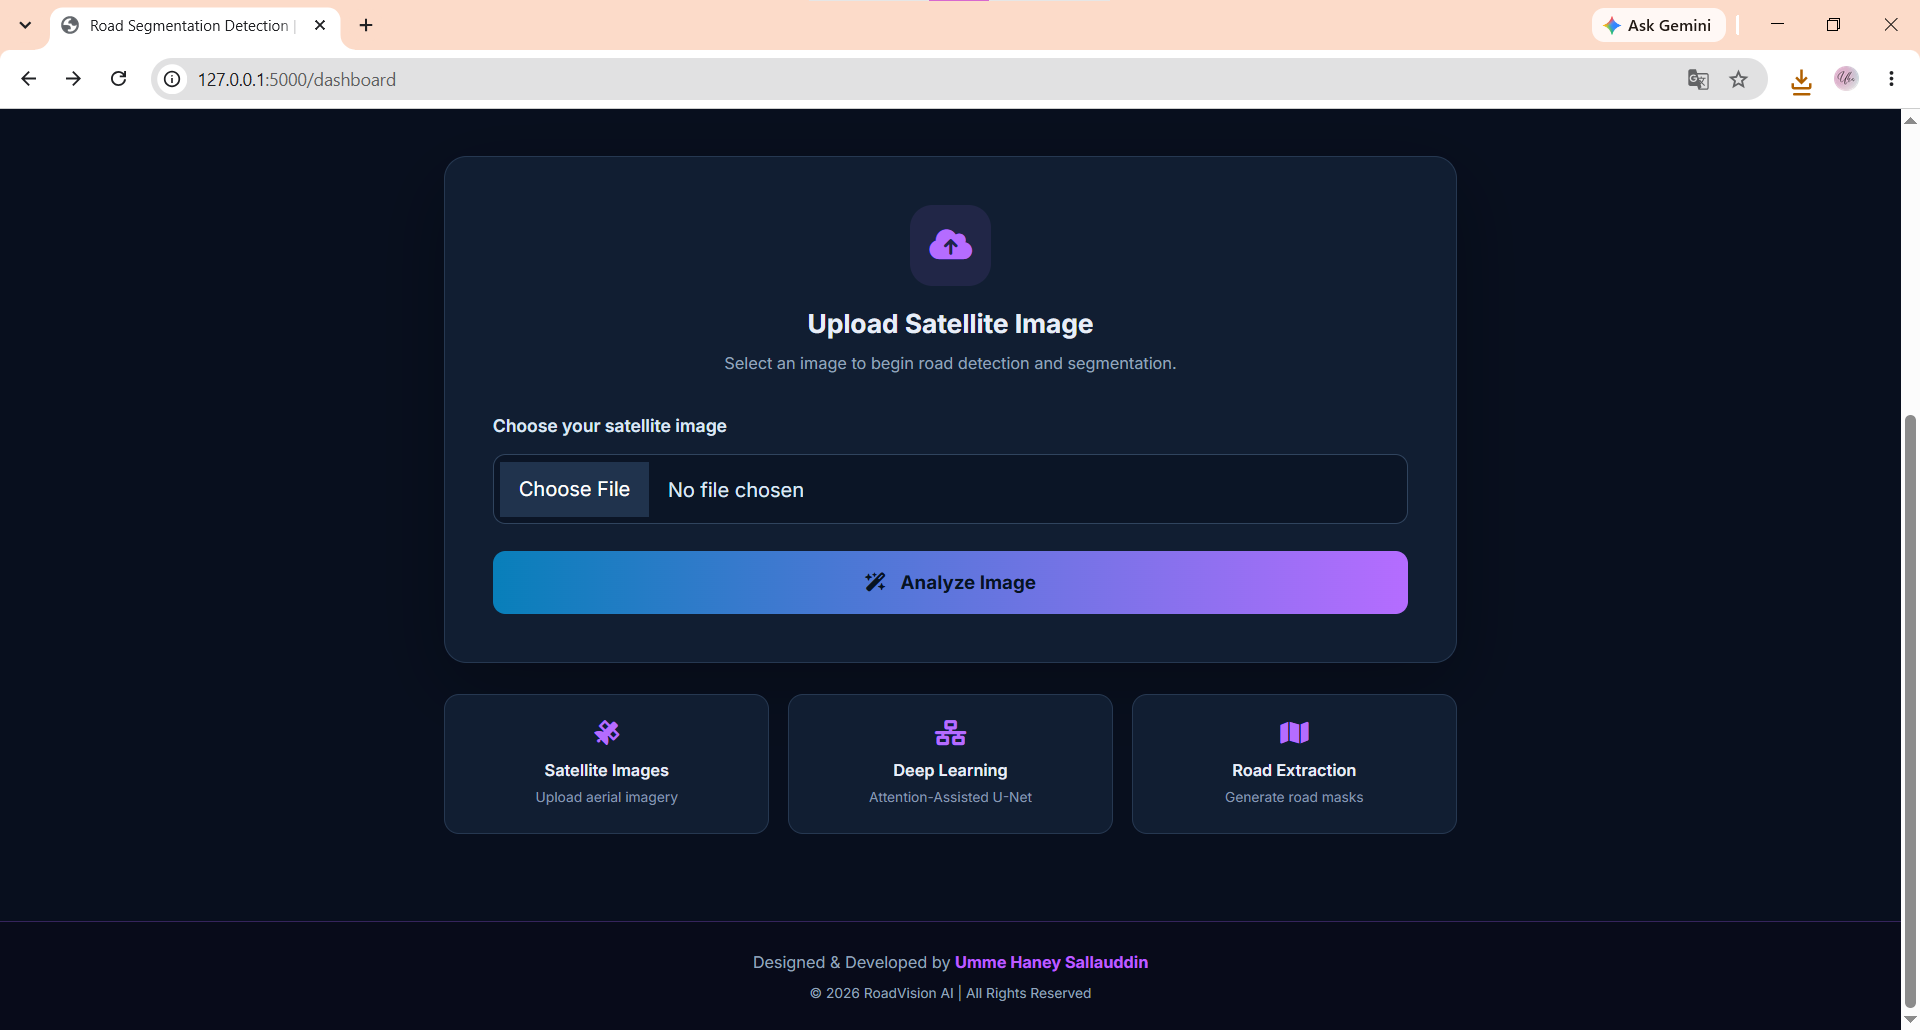 Road Segmentation Detection |
Ask Gemini
127.0.0.1:5000/dashboard
Upload Satellite Image
Select an image to begin road detection and segmentation.
Choose your satellite image
Choose File No file chosen
Analyze Image
Satellite Images
Upload aerial imagery
Deep Learning
Attention-Assisted U-Net
Road Extraction
Generate road masks
Designed & Developed by Umme Haney Sallauddin
© 2026 RoadVision AI | All Rights Reserved